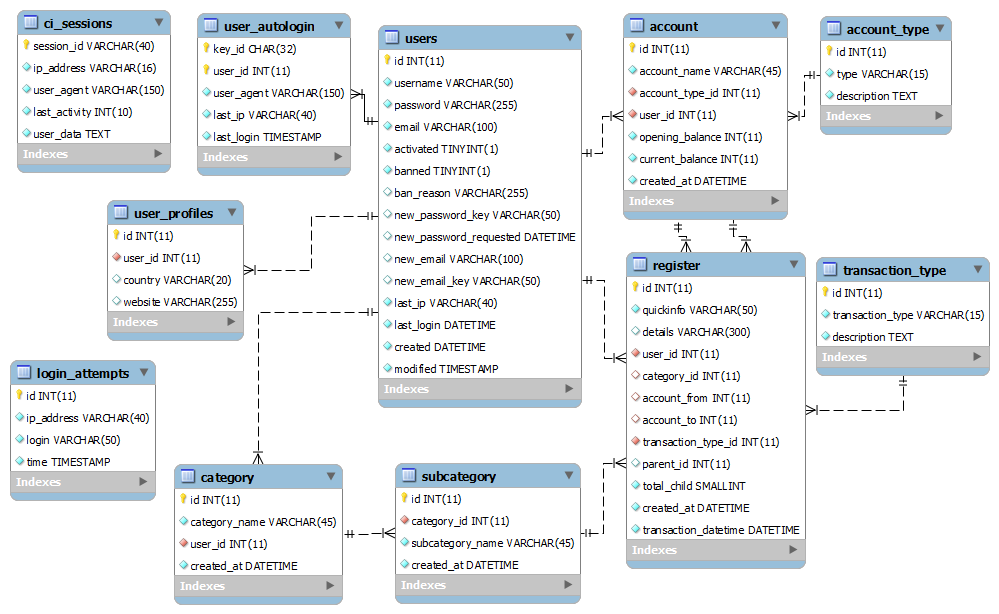 ci_sessions
session_id VARCHAR(40)
ip_address VARCHAR(16)
user_agent VARCHAR(150)
last_activity INT(10)
user_data TEXT
Indexes
user_autologin
key_id CHAR(32)
user_id INT(11)
user_agent VARCHAR(150)
last_ip VARCHAR(40)
last_login TIMESTAMP
Indexes
users
id INT(11)
username VARCHAR(50)
password VARCHAR(255)
email VARCHAR(100)
activated TINYINT(1)
banned TINYINT(1)
ban_reason VARCHAR(255)
new_password_key VARCHAR(50)
new_password_requested DATETIME
new_email VARCHAR(100)
new_email_key VARCHAR(50)
last_ip VARCHAR(40)
last_login DATETIME
created DATETIME
modified TIMESTAMP
Indexes
account
id INT(11)
account_name VARCHAR(45)
account_type_id INT(11)
user_id INT(11)
opening_balance INT(11)
current_balance INT(11)
created_at DATETIME
Indexes
account_type
id INT(11)
type VARCHAR(15)
description TEXT
Indexes
user_profiles
id INT(11)
user_id INT(11)
country VARCHAR(20)
website VARCHAR(255)
Indexes
register
id INT(11)
quickinfo VARCHAR(50)
details VARCHAR(300)
user_id INT(11)
category_id INT(11)
account_from INT(11)
account_to INT(11)
transaction_type_id INT(11)
parent_id INT(11)
total_child SMALLINT
created_at DATETIME
transaction_datetime DATETIME
Indexes
transaction_type
id INT(11)
transaction_type VARCHAR(15)
description TEXT
Indexes
login_attempts
id INT(11)
ip_address VARCHAR(40)
login VARCHAR(50)
time TIMESTAMP
Indexes
category
id INT(11)
category_name VARCHAR(45)
user_id INT(11)
created_at DATETIME
Indexes
subcategory
id INT(11)
category_id INT(11)
subcategory_name VARCHAR(45)
created_at DATETIME
Indexes